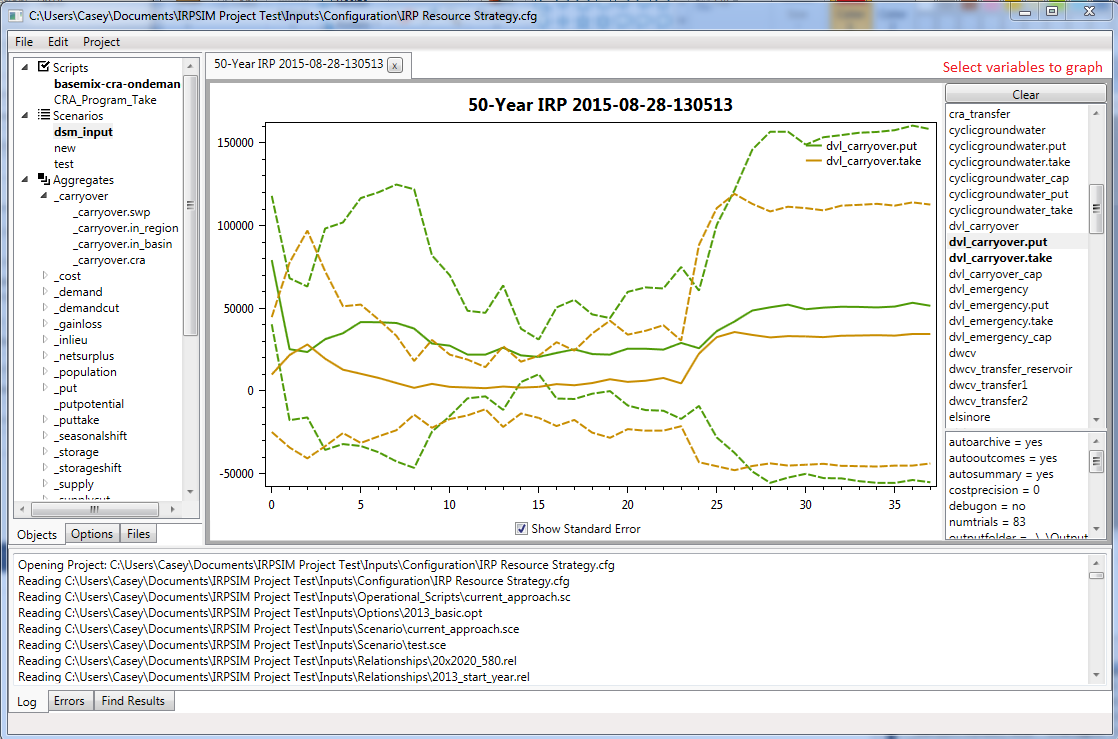 C:\Users\Casey\Documents\IRPSIM Project Test\Inputs\Configuration\IRP Resource Strategy.cfg
File Edit Project
Scripts
basemix-cra-ondeman
CRA_Program_Take
Scenarios
dsm_input
new
test
Aggregates
_carryover
_carryover.swp
_carryover.in_region
_carryover.in_basin
_carryover.cra
_cost
_demand
_demandcut
_gainloss
_inlieu
_netsurplus
_population
_put
_putpotential
_puttake
_seasonalshift
_storage
_storageshift
_supply
_supplycut
Objects Options Files
50-Year IRP 2015-08-28-130513 x
50-Year IRP 2015-08-28-130513
150000
100000
50000
0
-50000
0 5 10 15 20 25 30 35
dvl_carryover.put
dvl_carryover.take
Show Standard Error
Select variables to graph
Clear
cra_transfer
cyclicgroundwater
cyclicgroundwater.put
cyclicgroundwater.take
cyclicgroundwater_cap
cyclicgroundwater_put
cyclicgroundwater_take
dvl_carryover
dvl_carryover.put
dvl_carryover.take
dvl_carryover_cap
dvl_emergency
dvl_emergency.put
dvl_emergency.take
dvl_emergency_cap
dwcv
dwcv_transfer_reservoir
dwcv_transfer1
dwcv_transfer2
elsinore
autoarchive = yes
autooutcomes = yes
autosummary = yes
costprecision = 0
debugon = no
numtrials = 83
outputfolder = ..\..\Output
Opening Project: C:\Users\Casey\Documents\IRPSIM Project Test\Inputs\Configuration\IRP Resource Strategy.cfg
Reading C:\Users\Casey\Documents\IRPSIM Project Test\Inputs\Configuration\IRP Resource Strategy.cfg
Reading C:\Users\Casey\Documents\IRPSIM Project Test\Inputs\Operational_Scripts\current_approach.sc
Reading C:\Users\Casey\Documents\IRPSIM Project Test\Inputs\Options\2013_basic.opt
Reading C:\Users\Casey\Documents\IRPSIM Project Test\Inputs\Scenario\current_approach.sce
Reading C:\Users\Casey\Documents\IRPSIM Project Test\Inputs\Scenario\test.sce
Reading C:\Users\Casey\Documents\IRPSIM Project Test\Inputs\Relationships\20x2020_580.rel
Reading C:\Users\Casey\Documents\IRPSIM Project Test\Inputs\Relationships\2013_start_year.rel
Log Errors Find Results